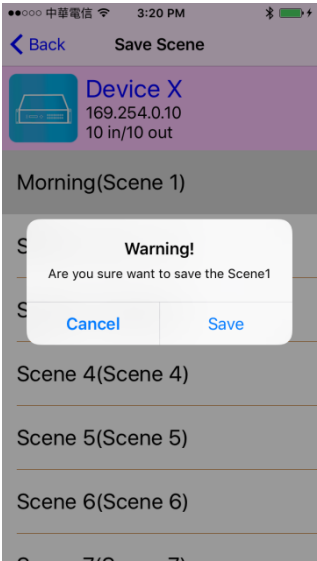 中華電信 3:20 PM
Back Save Scene
Device X
169.254.0.10
10 in/10 out
Morning(Scene 1)
Warning!
Are you sure want to save the Scene1
Cancel Save
Scene 4(Scene 4)
Scene 5(Scene 5)
Scene 6(Scene 6)